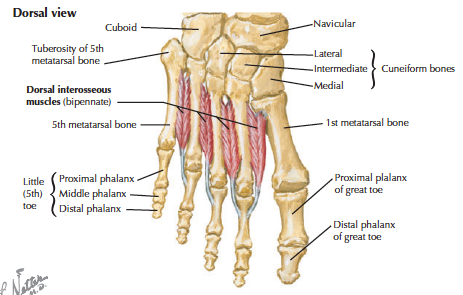 Dorsal view
Cuboid
Navicular
Tuberosity of 5th
metatarsal bone
Lateral
Intermediate
Medial
Cuneiform bones
Dorsal interosseous
muscles (bipennate)
5th metatarsal bone
1st metatarsal bone
Little
(5th)
toe
Proximal phalanx
Middle phalanx
Distal phalanx
Proximal plalanx
of great toe
Distal phalanx
of great toe
F. Netter
M.D.